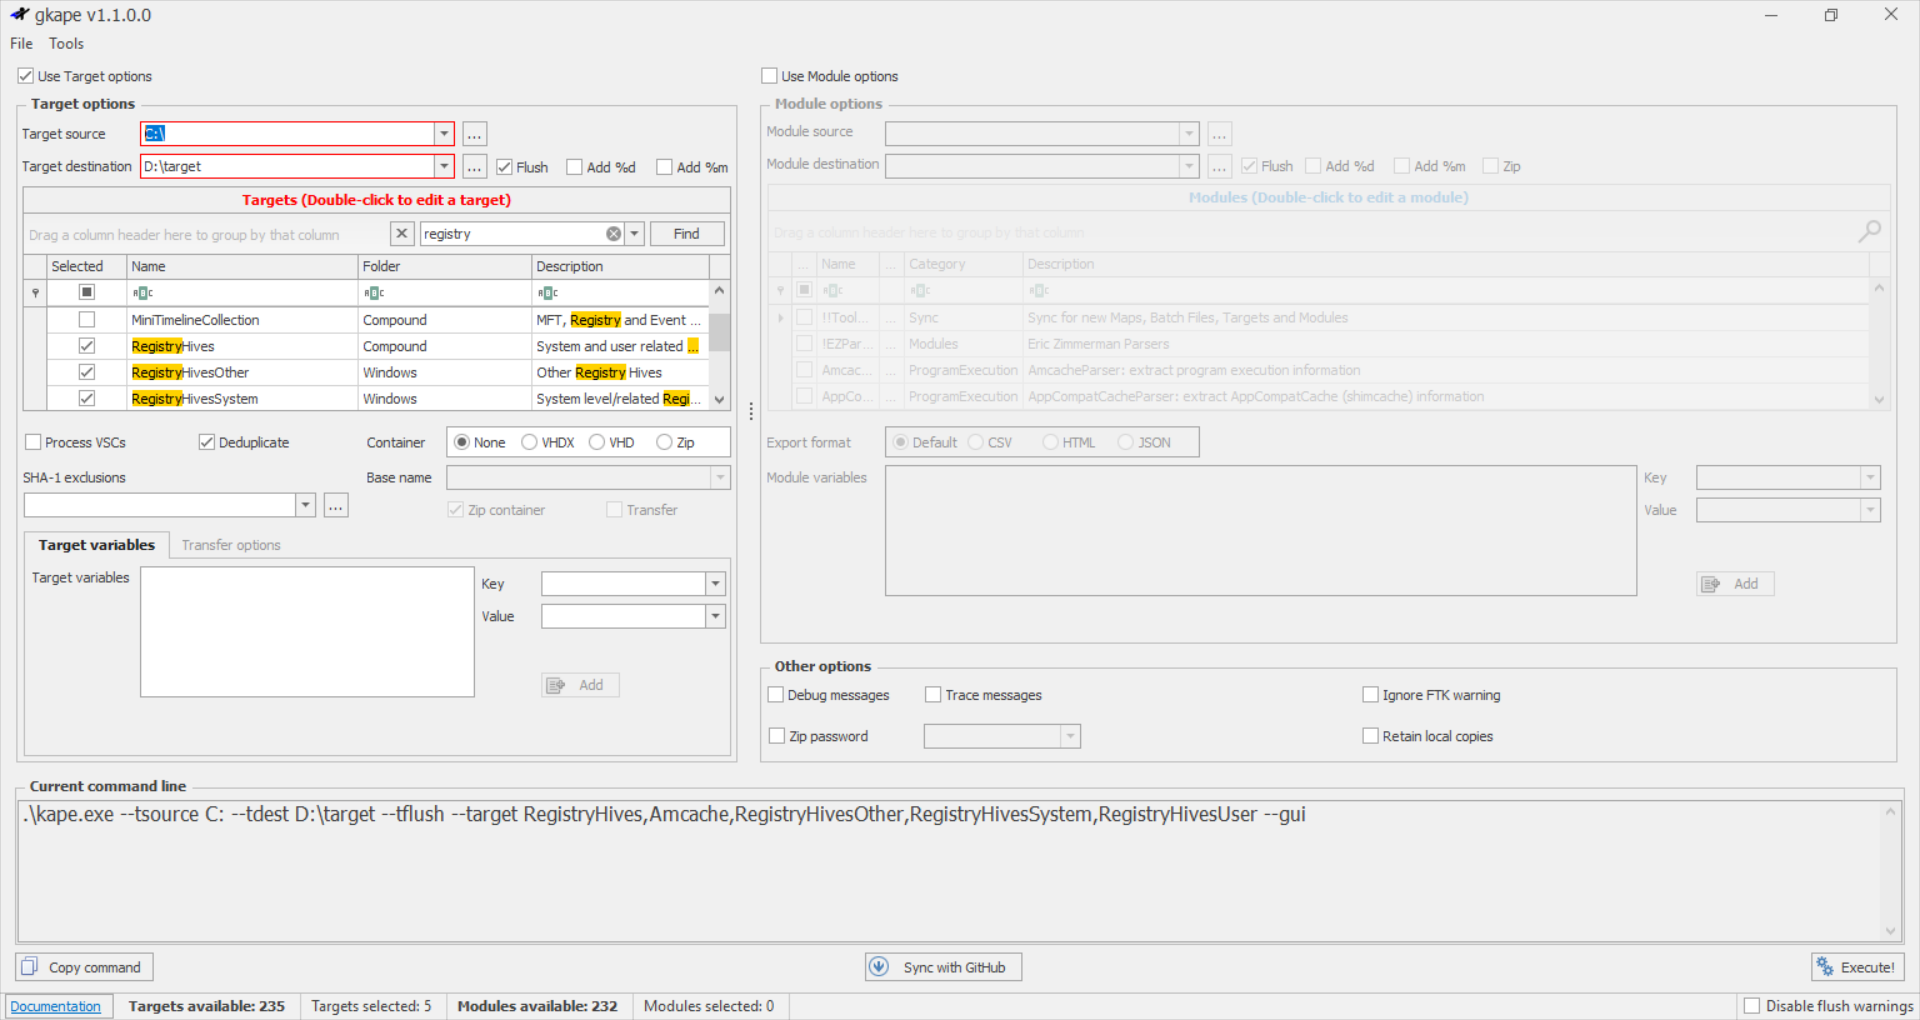 gkape v1.1.0.0
File Tools
Use Target options
Target options
Target source C:\ ...
Target destination D:\target ... Flush Add %d Add %m
Targets (Double-click to edit a target)
Drag a column header here to group by that column registry Find
Selected Name Folder Description
MiniTimelineCollection Compound MFT, Registry and Event ...
RegistryHives Compound System and user related ...
RegistryHivesOther Windows Other Registry Hives
RegistryHivesSystem Windows System level/related Regi...
Process VSCs Deduplicate Container None VHDX VHD Zip
SHA-1 exclusions Base name
... Zip container Transfer
Target variables Transfer options
Target variables Key
Value
Add
Use Module options
Module options
Module source ...
Module destination ... Flush Add %d Add %m Zip
Modules (Double-click to edit a module)
Drag a column header here to group by that column
... Name ... Category Description
!!Tool... ... Sync Sync for new Maps, Batch Files, Targets and Modules
!EZPar... ... Modules Eric Zimmerman Parsers
Amcac... ... ProgramExecution AmcacheParser: extract program execution information
AppCo... ... ProgramExecution AppCompatCacheParser: extract AppCompatCache (shimcache) information
Export format Default CSV HTML JSON
Module variables Key
Value
Add
Other options
Debug messages Trace messages Ignore FTK warning
Zip password Retain local copies
Current command line
.\kape.exe --tsource C: --tdest D:\target --tflush --target RegistryHives,Amcache,RegistryHivesOther,RegistryHivesSystem,RegistryHivesUser --gui
Copy command Sync with GitHub Execute!
Documentation Targets available: 235 Targets selected: 5 Modules available: 232 Modules selected: 0 Disable flush warnings